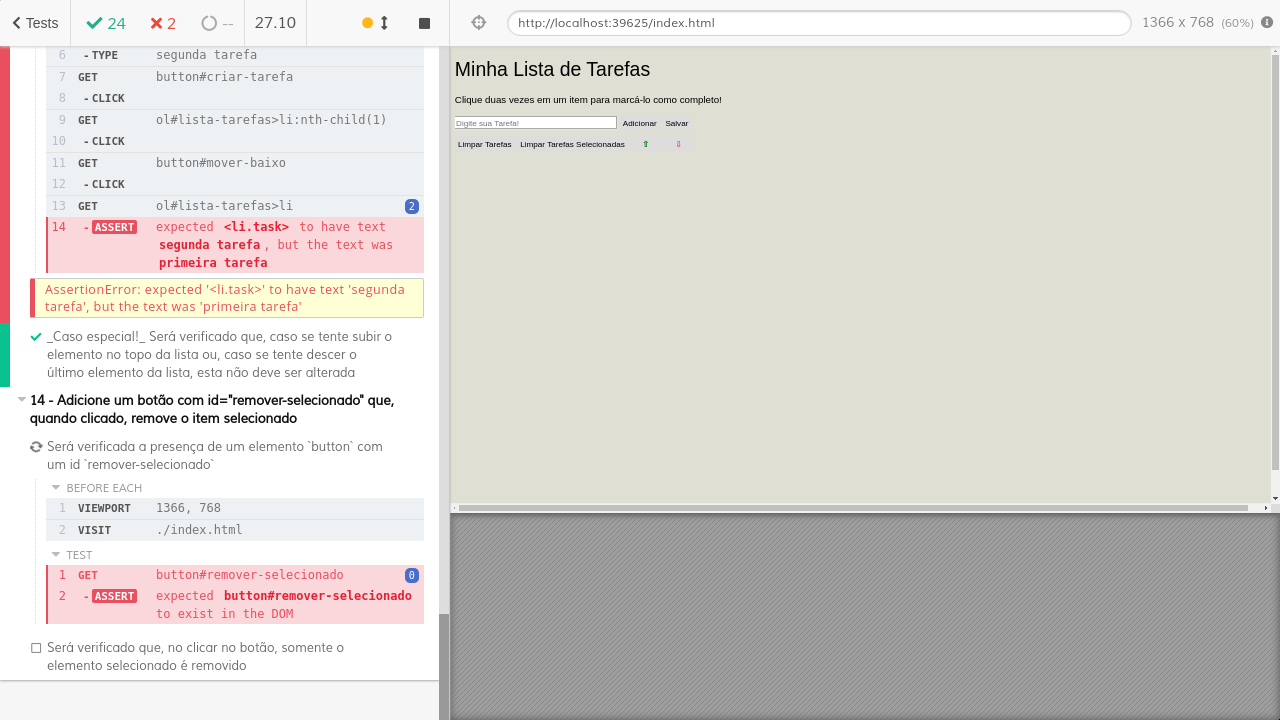 Tests 24 2 -- 27.10 http://localhost:39625/index.html 1366 x 768 (60%)
6 - TYPE segunda tarefa
7 GET button#criar-tarefa
8 - CLICK
9 GET ol#lista-tarefas>li:nth-child(1)
10 - CLICK
11 GET button#mover-baixo
12 - CLICK
13 GET ol#lista-tarefas>li 2
14 - ASSERT expected <li.task> to have text
segunda tarefa, but the text was
primeira tarefa
AssertionError: expected '<li.task>' to have text 'segunda
tarefa', but the text was 'primeira tarefa'
_Caso especial!_ Será verificado que, caso se tente subir o
elemento no topo da lista ou, caso se tente descer o
último elemento da lista, esta não deve ser alterada
14 - Adicione um botão com id="remover-selecionado" que,
quando clicado, remove o item selecionado
Será verificada a presença de um elemento `button` com
um id `remover-selecionado`
BEFORE EACH
1 VIEWPORT 1366, 768
2 VISIT ./index.html
TEST
1 GET button#remover-selecionado 0
2 - ASSERT expected button#remover-selecionado
to exist in the DOM
Será verificado que, no clicar no botão, somente o
elemento selecionado é removido
Minha Lista de Tarefas
Clique duas vezes em um item para marcá-lo como completo!
Digite sua Tarefa! Adicionar Salvar
Limpar Tarefas Limpar Tarefas Selecionadas ⇧ ⇩